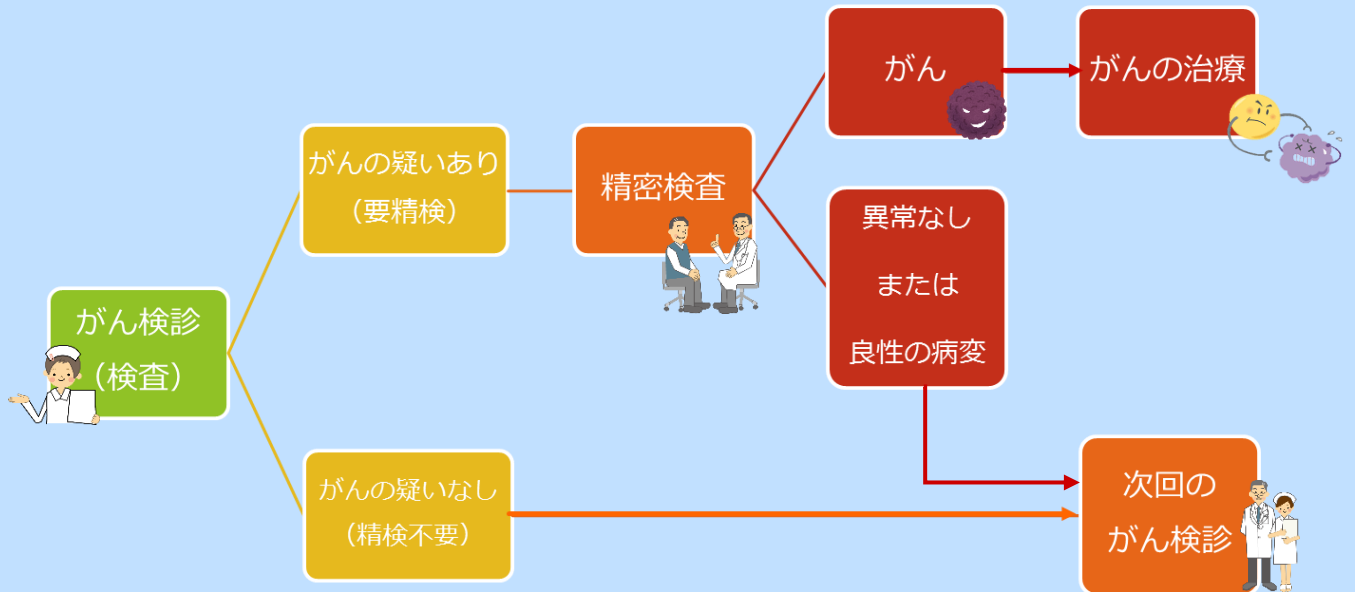 がん検診
（検査）
がんの疑いあり
（要精検）
精密検査
がん
がんの治療
異常なし
または
良性の病変
がんの疑いなし
（精検不要）
次回の
がん検診